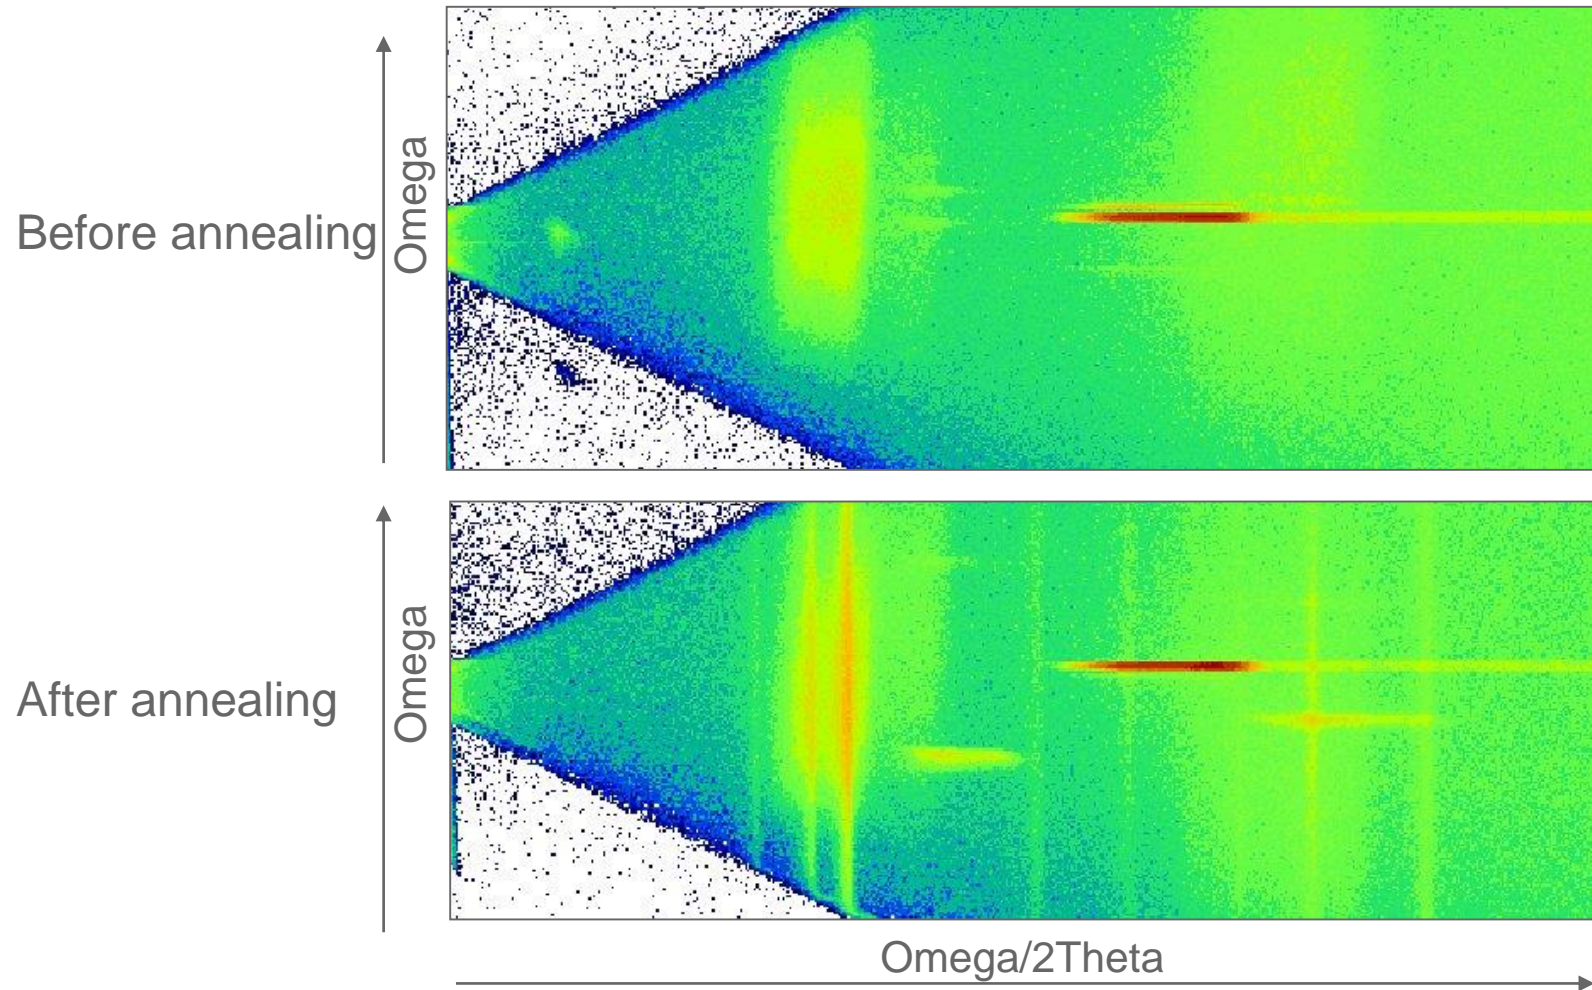 Before annealing
Omega
After annealing
Omega
Omega/2Theta